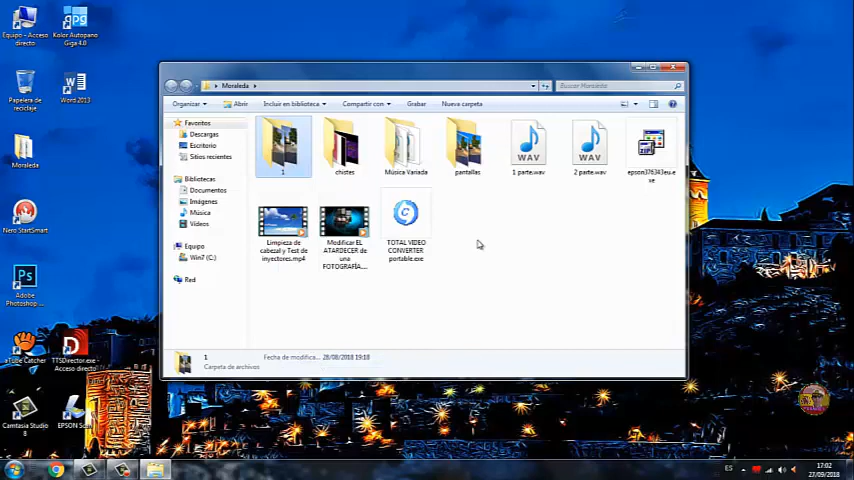 Equipo - Acceso
directo
Kolor Autopano
Giga 4.0
Papelera de
reciclaje
Word 2013
Moraleda
Nero StartSmart
Adobe
Photoshop ...
aTube Catcher
TTSDirector.exe -
Acceso directo
Camtasia Studio
8
EPSON Scan
Moraleda
Buscar Moraleda
Organizar
Abrir
Incluir en biblioteca
Compartir con
Grabar
Nueva carpeta
Favoritos
Descargas
Escritorio
Sitios recientes
Bibliotecas
Documentos
Imágenes
Música
Vídeos
Equipo
Win7 (C:)
Red
1
chistes
Música Variada
pantallas
1 parte.wav
2 parte.wav
epson376343eu.e
xe
Limpieza de
cabezal y Test de
inyectores.mp4
Modificar EL
ATARDECER de
una
FOTOGRAFÍA....
TOTAL VIDEO
CONVERTER
portable.exe
1
Carpeta de archivos
Fecha de modifica... 28/08/2018 19:18
ES
17:02
27/09/2018